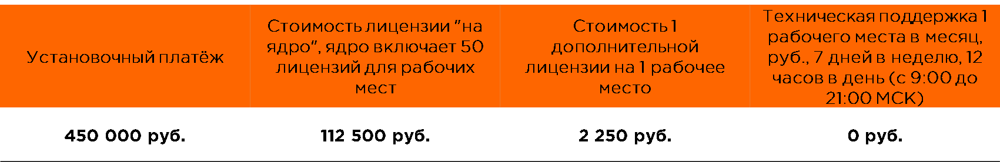 Установочный платёж
Стоимость лицензии "на
ядро", ядро включает 50
лицензий для рабочих
мест
Стоимость 1
дополнительной
лицензии на 1 рабочее
место
Техническая поддержка 1
рабочего места в месяц,
руб., 7 дней в неделю, 12
часов в день (с 9:00 до
21:00 МСК)
450 000 руб.
112 500 руб.
2 250 руб.
0 руб.